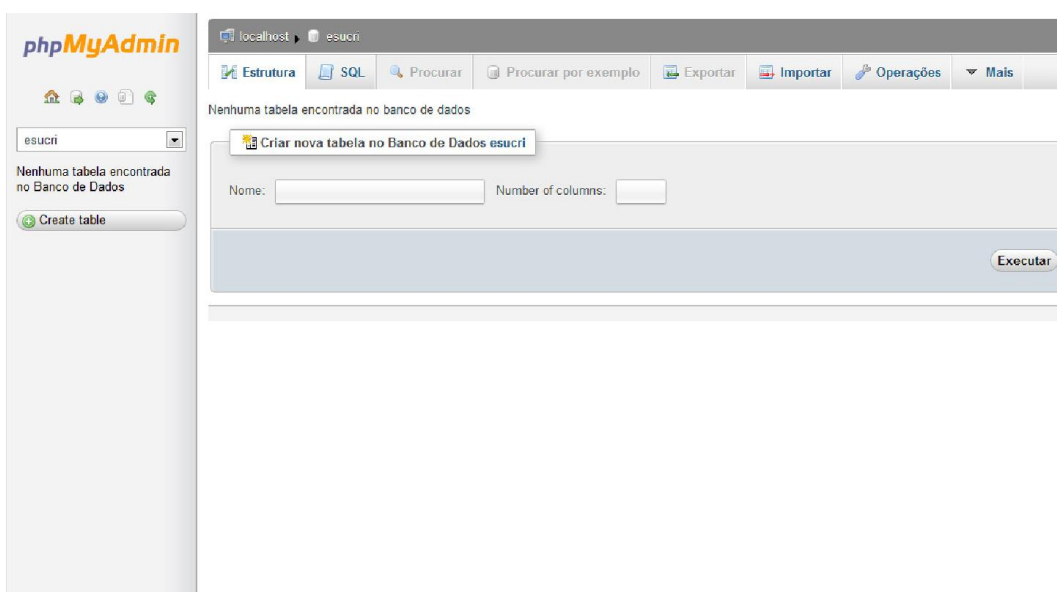 phpMyAdmin
esucri
Nenhuma tabela encontrada
no Banco de Dados
Create table
localhost esucri
Estrutura SQL Procurar Procurar por exemplo Exportar Importar Operações Mais
Nenhuma tabela encontrada no banco de dados
Criar nova tabela no Banco de Dados esucri
Nome: Number of columns:
Executar